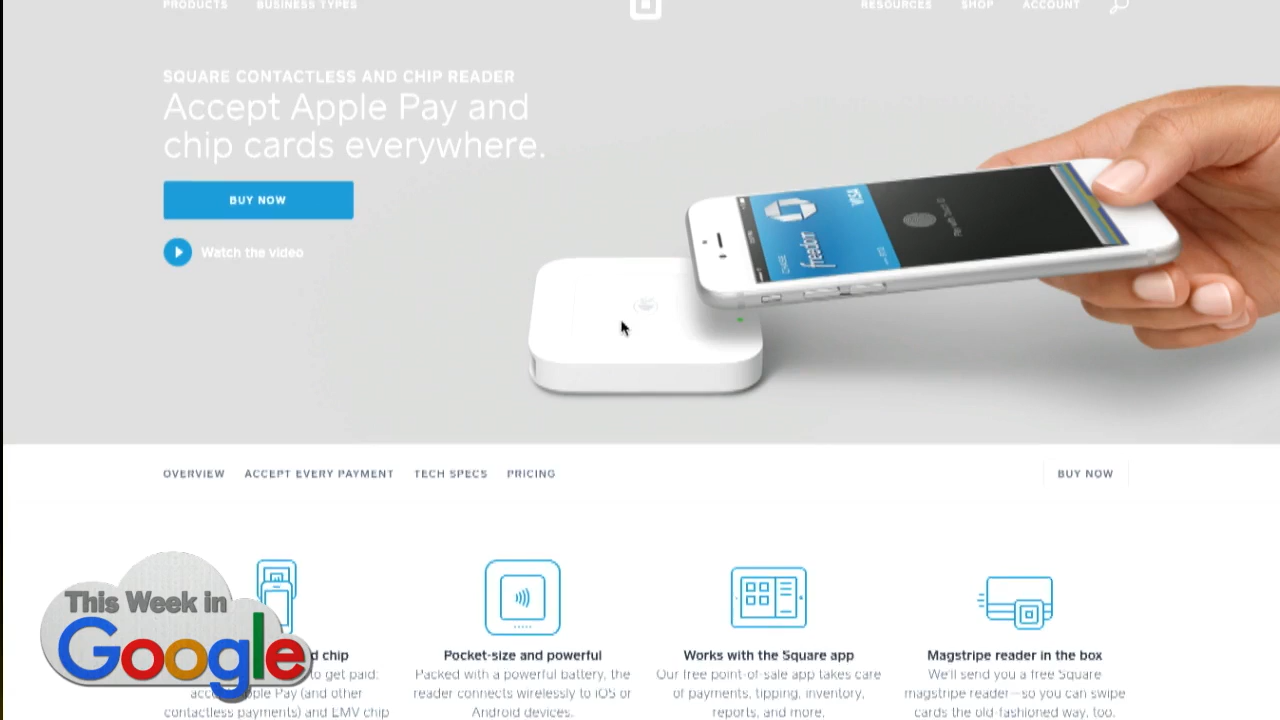 PRODUCTS BUSINESS TYPES RESOURCES SHOP ACCOUNT
SQUARE CONTACTLESS AND CHIP READER
Accept Apple Pay and
chip cards everywhere.
BUY NOW
Watch the video
CHASE
freedom
VISA
OVERVIEW ACCEPT EVERY PAYMENT TECH SPECS PRICING BUY NOW
This Week in
Google
d chip
to get paid:
Apple Pay (and other
contactless payments) and EMV chip
Pocket-size and powerful
Packed with a powerful battery, the
reader connects wirelessly to iOS or
Android devices.
Works with the Square app
Our free point-of-sale app takes care
of payments, tipping, inventory,
reports, and more.
Magstripe reader in the box
We'll send you a free Square
magstripe reader—so you can swipe
cards the old-fashioned way, too.